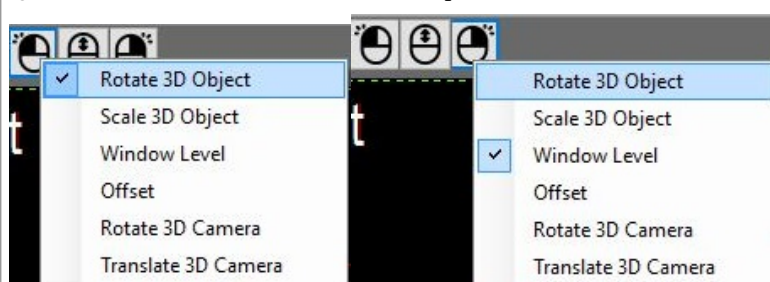 Rotate 3D Object
Scale 3D Object
Window Level
Offset
Rotate 3D Camera
Translate 3D Camera
t
Rotate 3D Object
Scale 3D Object
Window Level
Offset
Rotate 3D Camera
Translate 3D Camera
t